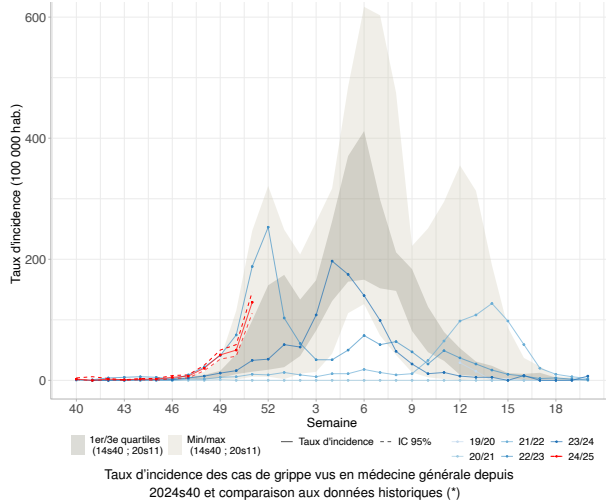 600
400
200
0
Taux d'incidence (100 000 hab.)
40 43 46 49 52 3 6 9 12 15 18
Semaine
1er/3e quartiles
(14s40 ; 20s11)
Min/max
(14s40 ; 20s11)
Taux d'incidence
IC 95%
19/20 21/22 23/24
20/21 22/23 24/25
Taux d'incidence des cas de grippe vus en médecine générale depuis
2024s40 et comparaison aux données historiques (*)